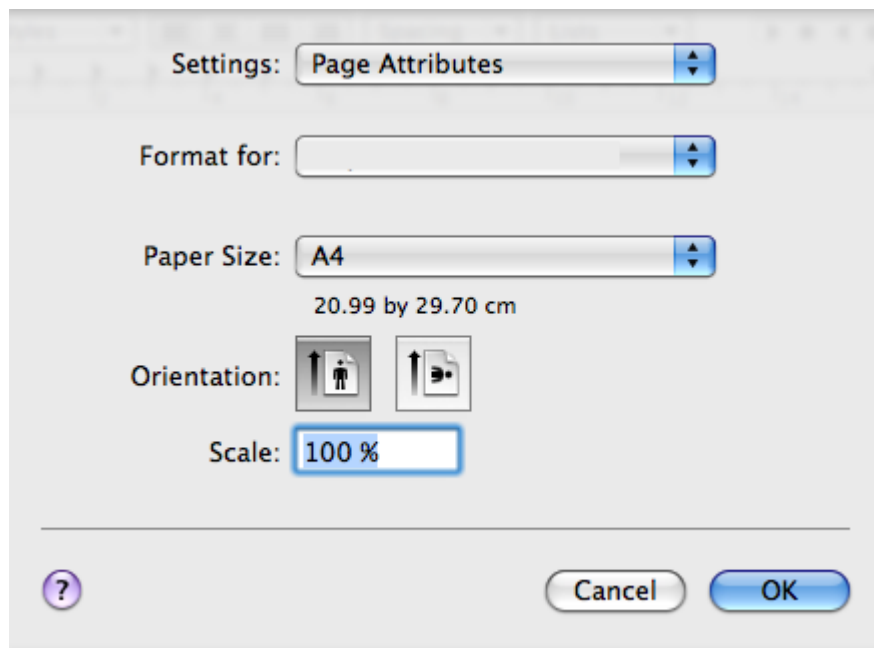 Settings: Page Attributes
Format for:
Paper Size: A4
20.99 by 29.70 cm
Orientation:
Scale: 100 %
?
Cancel OK